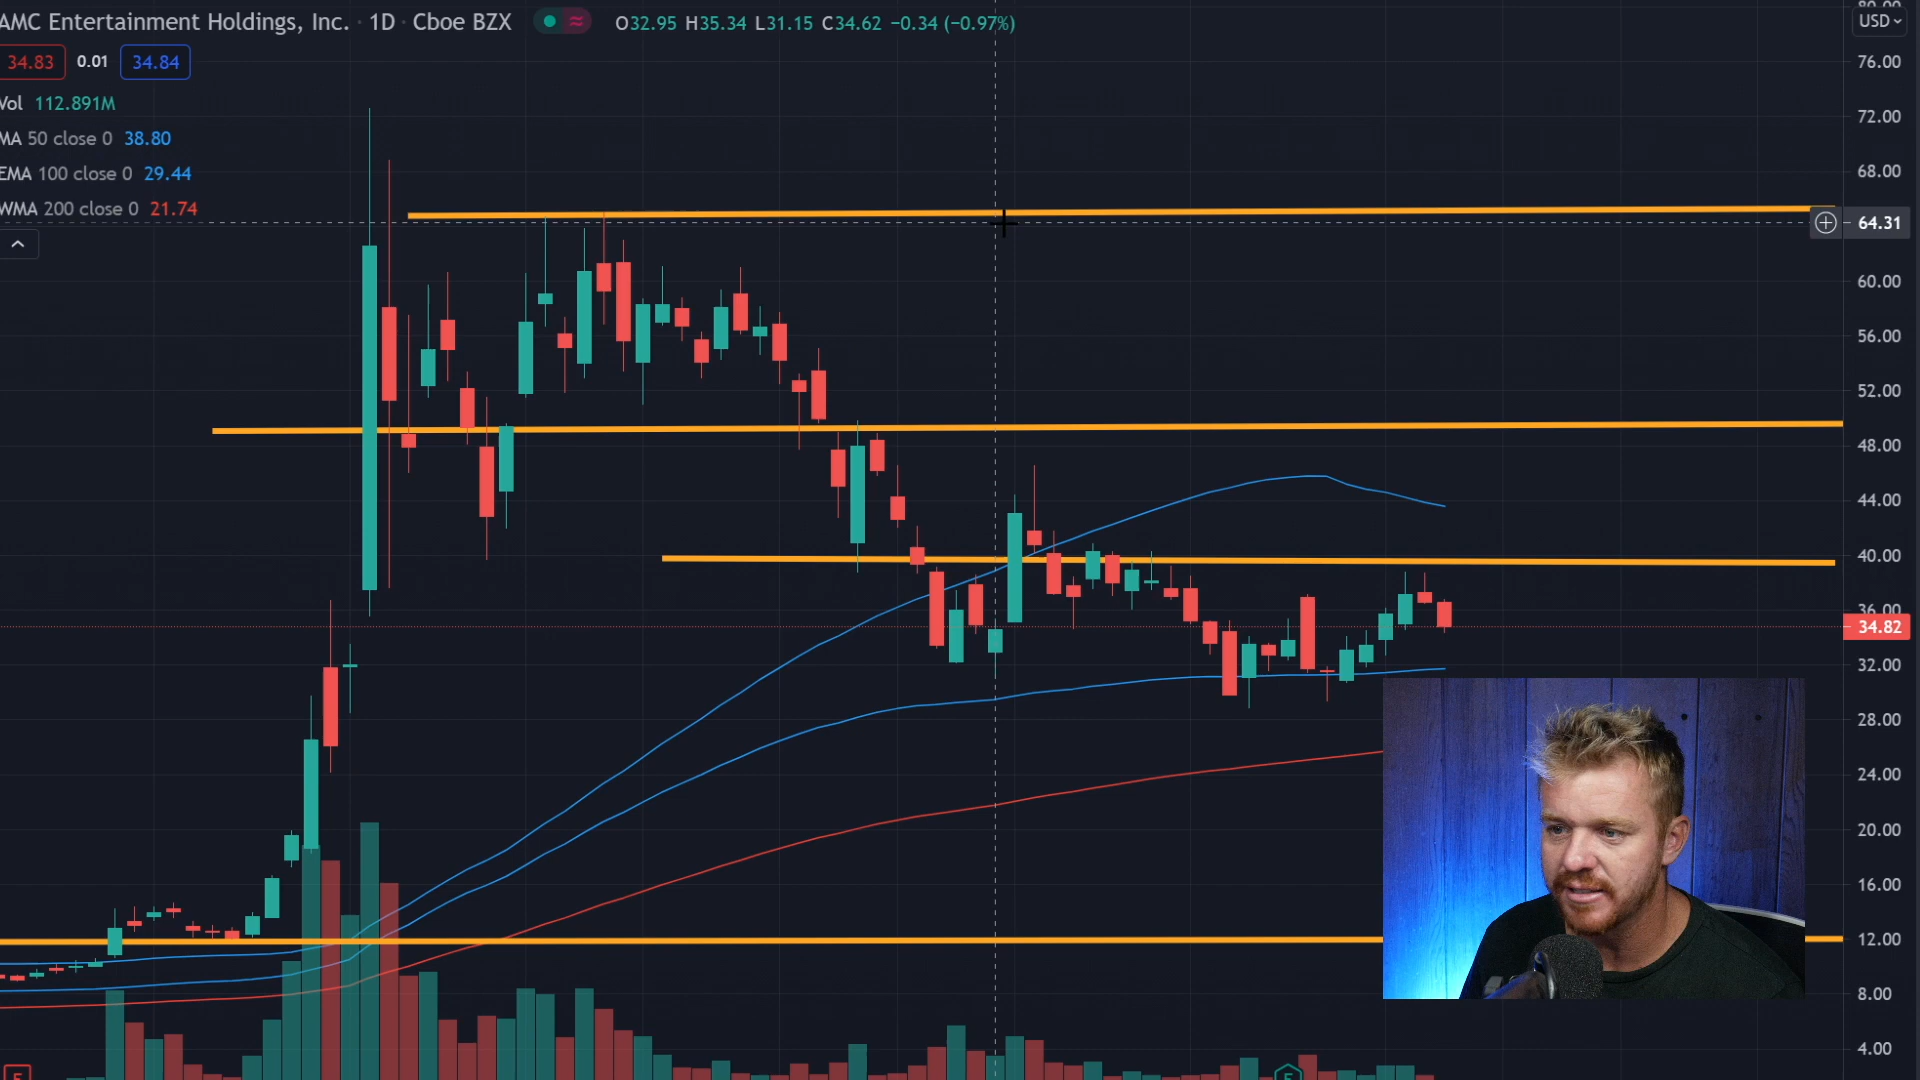 AMC Entertainment Holdings, Inc. · 1D · Cboe BZX
O32.95 H35.34 L31.15 C34.62 −0.34 (−0.97%)
USD
34.83 0.01 34.84
Vol 112.891M
MA 50 close 0 38.80
EMA 100 close 0 29.44
WMA 200 close 0 21.74
80.00
76.00
72.00
68.00
64.31
60.00
56.00
52.00
48.00
44.00
40.00
36.00
34.82
32.00
28.00
24.00
20.00
16.00
12.00
8.00
4.00
E
E